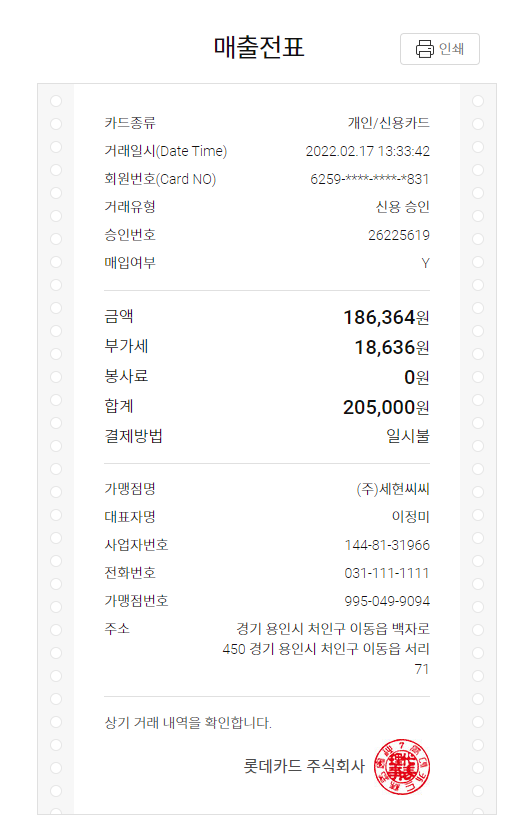 매출전표
인쇄
카드종류 개인/신용카드
거래일시(Date Time) 2022.02.17 13:33:42
회원번호(Card NO) 6259-****-****-*831
거래유형 신용 승인
승인번호 26225619
매입여부 Y
금액 186,364원
부가세 18,636원
봉사료 0원
합계 205,000원
결제방법 일시불
가맹점명 (주)세현씨씨
대표자명 이정미
사업자번호 144-81-31966
전화번호 031-111-1111
가맹점번호 995-049-9094
주소 경기 용인시 처인구 이동읍 백자로
450 경기 용인시 처인구 이동읍 서리
71
상기 거래 내역을 확인합니다.
롯데카드 주식회사